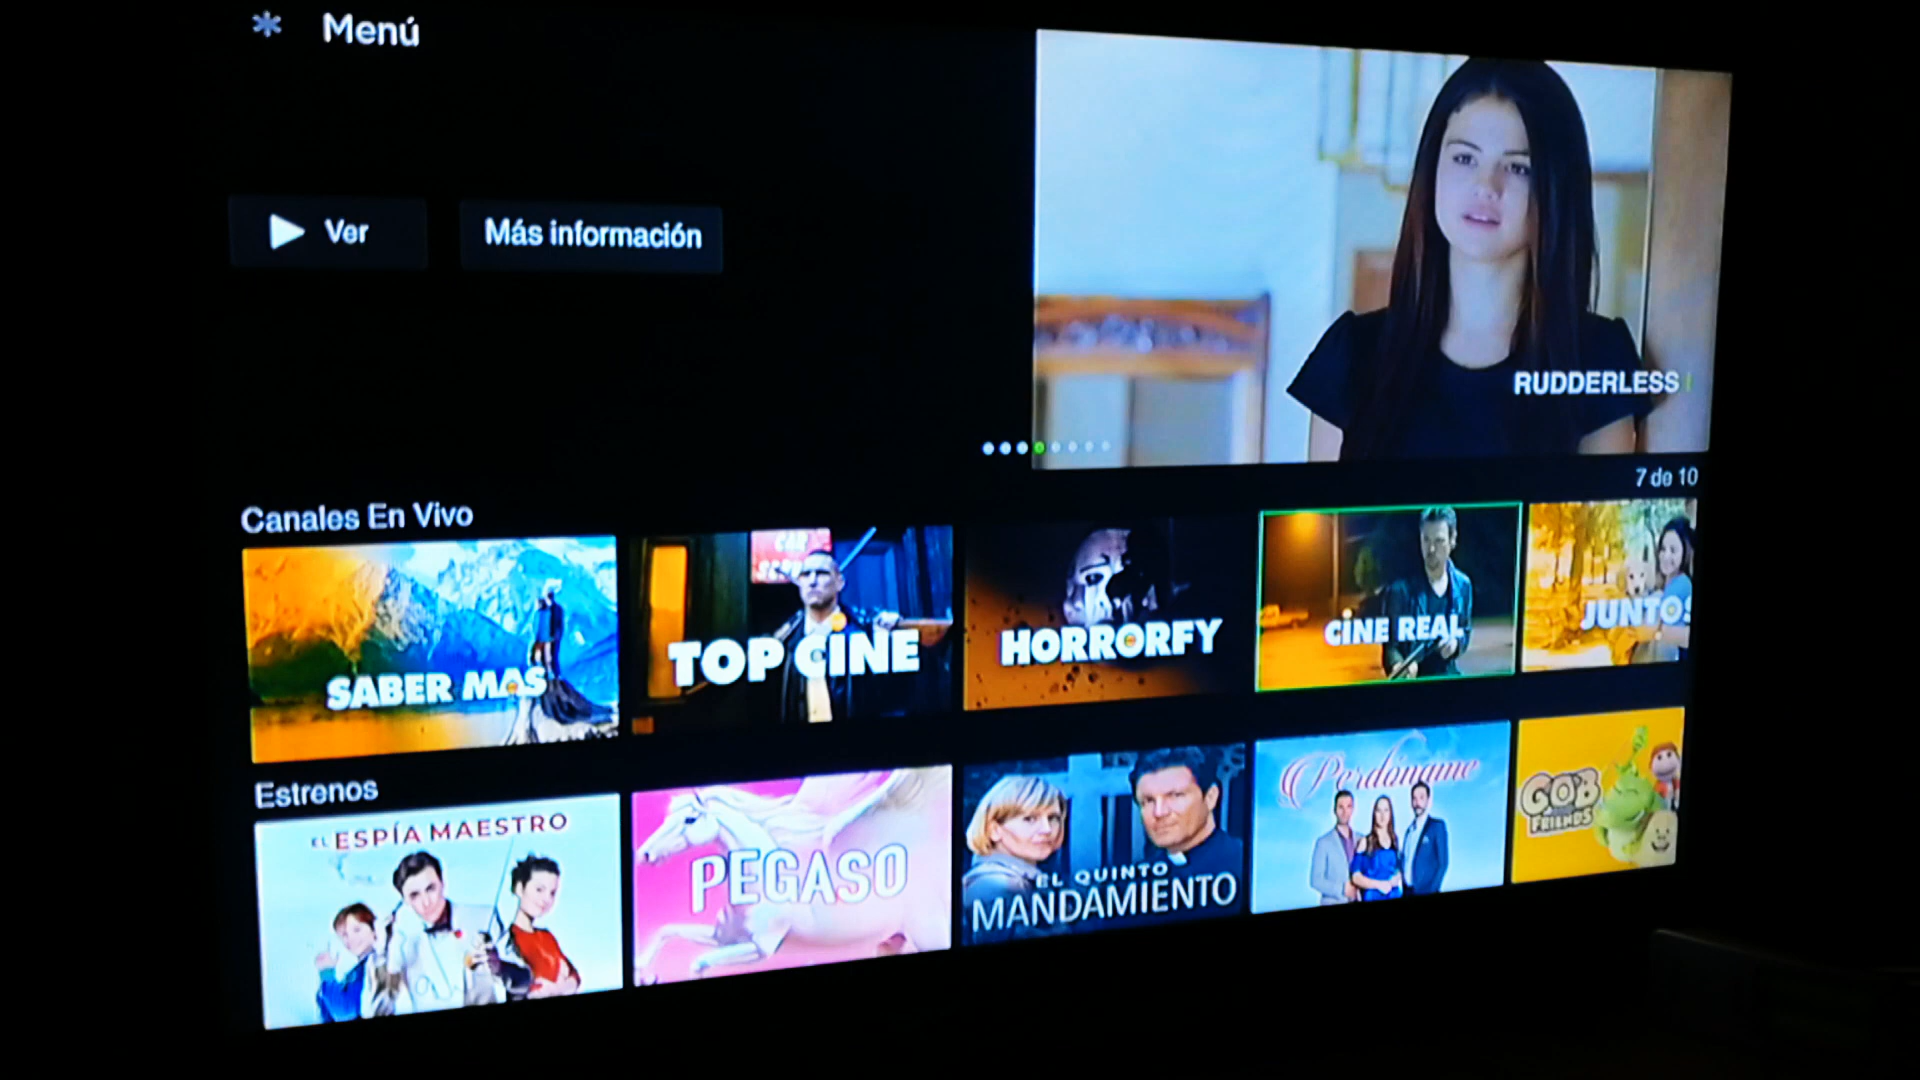 * Menú
Ver
Más información
RUDDERLESS
7 de 10
Canales En Vivo
SABER MAS
TOP CINE
HORRORFY
CINE REAL
JUNTOS
Estrenos
EL ESPÍA MAESTRO
PEGASO
EL QUINTO
MANDAMIENTO
Perdóname
GOB
FRIENDS